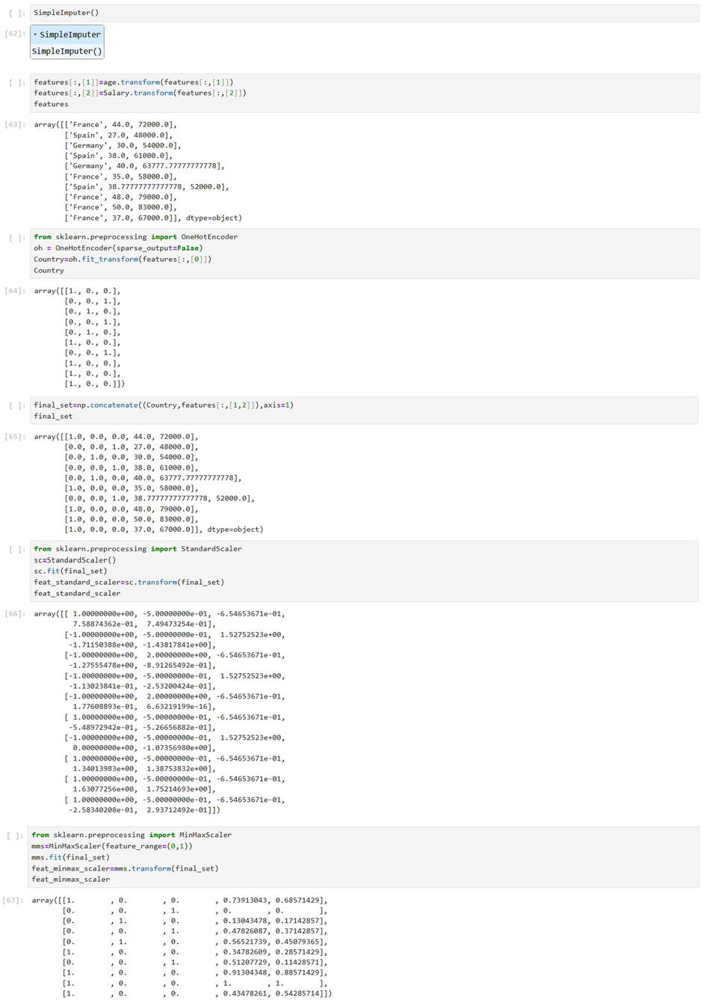 [ ]: SimpleImputer()
[62]: ▾ SimpleImputer
SimpleImputer()
[ ]: features[:,[1]]=age.transform(features[:,[1]])
features[:,[2]]=Salary.transform(features[:,[2]])
features
[63]: array([['France', 44.0, 72000.0],
['Spain', 27.0, 48000.0],
['Germany', 30.0, 54000.0],
['Spain', 38.0, 61000.0],
['Germany', 40.0, 63777.77777777778],
['France', 35.0, 58000.0],
['Spain', 38.77777777777778, 52000.0],
['France', 48.0, 79000.0],
['France', 50.0, 83000.0],
['France', 37.0, 67000.0]], dtype=object)
[ ]: from sklearn.preprocessing import OneHotEncoder
oh = OneHotEncoder(sparse_output=False)
Country=oh.fit_transform(features[:,[0]])
Country
[64]: array([[1., 0., 0.],
[0., 0., 1.],
[0., 1., 0.],
[0., 0., 1.],
[0., 1., 0.],
[1., 0., 0.],
[0., 0., 1.],
[1., 0., 0.],
[1., 0., 0.],
[1., 0., 0.]])
[ ]: final_set=np.concatenate((Country,features[:,[1,2]]),axis=1)
final_set
[65]: array([[1.0, 0.0, 0.0, 44.0, 72000.0],
[0.0, 0.0, 1.0, 27.0, 48000.0],
[0.0, 1.0, 0.0, 30.0, 54000.0],
[0.0, 0.0, 1.0, 38.0, 61000.0],
[0.0, 1.0, 0.0, 40.0, 63777.77777777778],
[1.0, 0.0, 0.0, 35.0, 58000.0],
[0.0, 0.0, 1.0, 38.77777777777778, 52000.0],
[1.0, 0.0, 0.0, 48.0, 79000.0],
[1.0, 0.0, 0.0, 50.0, 83000.0],
[1.0, 0.0, 0.0, 37.0, 67000.0]], dtype=object)
[ ]: from sklearn.preprocessing import StandardScaler
sc=StandardScaler()
sc.fit(final_set)
feat_standard_scaler=sc.transform(final_set)
feat_standard_scaler
[66]: array([[ 1.00000000e+00, -5.00000000e-01, -6.54653671e-01,
7.58874362e-01, 7.49473254e-01],
[-1.00000000e+00, -5.00000000e-01, 1.52752523e+00,
-1.71150388e+00, -1.43817841e+00],
[-1.00000000e+00, 2.00000000e+00, -6.54653671e-01,
-1.27555478e+00, -8.91265492e-01],
[-1.00000000e+00, -5.00000000e-01, 1.52752523e+00,
-1.13023841e-01, -2.53200424e-01],
[-1.00000000e+00, 2.00000000e+00, -6.54653671e-01,
1.77608893e-01, 6.63219199e-16],
[ 1.00000000e+00, -5.00000000e-01, -6.54653671e-01,
-5.48972942e-01, -5.26656882e-01],
[-1.00000000e+00, -5.00000000e-01, 1.52752523e+00,
0.00000000e+00, -1.07356980e+00],
[ 1.00000000e+00, -5.00000000e-01, -6.54653671e-01,
1.34013983e+00, 1.38753832e+00],
[ 1.00000000e+00, -5.00000000e-01, -6.54653671e-01,
1.63077256e+00, 1.75214693e+00],
[ 1.00000000e+00, -5.00000000e-01, -6.54653671e-01,
-2.58340208e-01, 2.93712492e-01]])
[ ]: from sklearn.preprocessing import MinMaxScaler
mms=MinMaxScaler(feature_range=(0,1))
mms.fit(final_set)
feat_minmax_scaler=mms.transform(final_set)
feat_minmax_scaler
[67]: array([[1. , 0. , 0. , 0.73913043, 0.68571429],
[0. , 0. , 1. , 0. , 0. ],
[0. , 1. , 0. , 0.13043478, 0.17142857],
[0. , 0. , 1. , 0.47826087, 0.37142857],
[0. , 1. , 0. , 0.56521739, 0.45079365],
[1. , 0. , 0. , 0.34782609, 0.28571429],
[0. , 0. , 1. , 0.51207729, 0.11428571],
[1. , 0. , 0. , 0.91304348, 0.88571429],
[1. , 0. , 0. , 1. , 1. ],
[1. , 0. , 0. , 0.43478261, 0.54285714]])